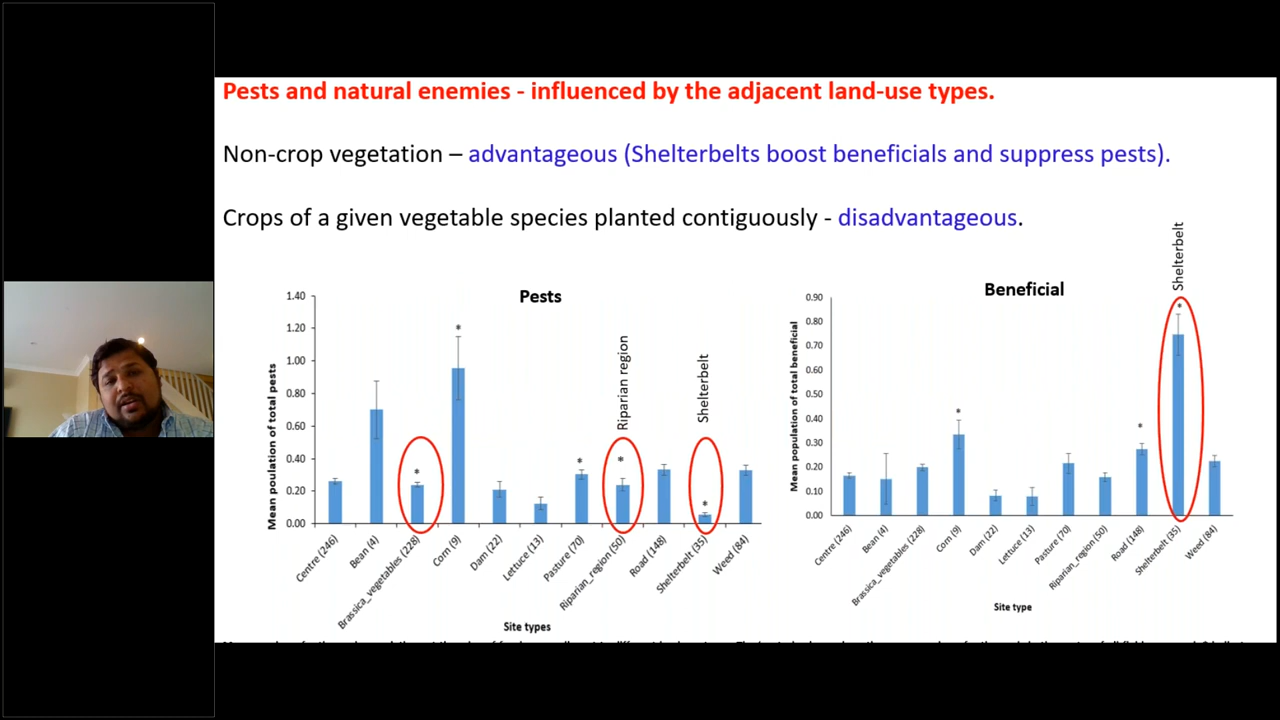 Pests and natural enemies - influenced by the adjacent land-use types.
Non-crop vegetation – advantageous (Shelterbelts boost beneficials and suppress pests).
Crops of a given vegetable species planted contiguously - disadvantageous.
Pests
Mean poulation of total pests
1.40
1.20
1.00
0.80
0.60
0.40
0.20
0.00
*
*
*
*
*
Riparian region
Shelterbelt
Centre (246)
Bean (4)
Brassica_vegetables (228)
Corn (9)
Dam (22)
Lettuce (13)
Pasture (70)
Riparian_region (50)
Road (148)
Shelterbelt (35)
Weed (84)
Site types
Beneficial
Shelterbelt
Mean population of total beneficial
0.90
0.80
0.70
0.60
0.50
0.40
0.30
0.20
0.10
0.00
*
*
*
Centre (246)
Bean (4)
Brassica_vegetables (228)
Corn (9)
Dam (22)
Lettuce (13)
Pasture (70)
Riparian_region (50)
Road (148)
Shelterbelt (35)
Weed (84)
Site type